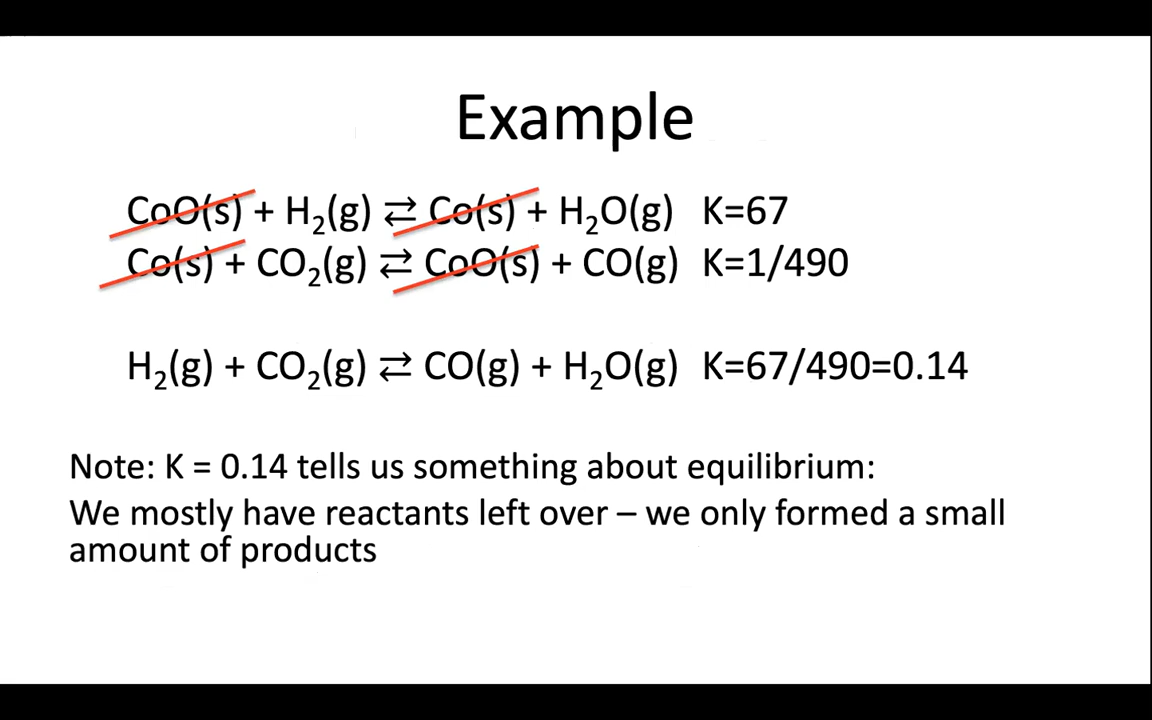 Example
CoO(s) + H₂(g) ⇄ Co(s) + H₂O(g) K=67
Co(s) + CO₂(g) ⇄ CoO(s) + CO(g) K=1/490
H₂(g) + CO₂(g) ⇄ CO(g) + H₂O(g) K=67/490=0.14
Note: K = 0.14 tells us something about equilibrium:
We mostly have reactants left over – we only formed a small
amount of products